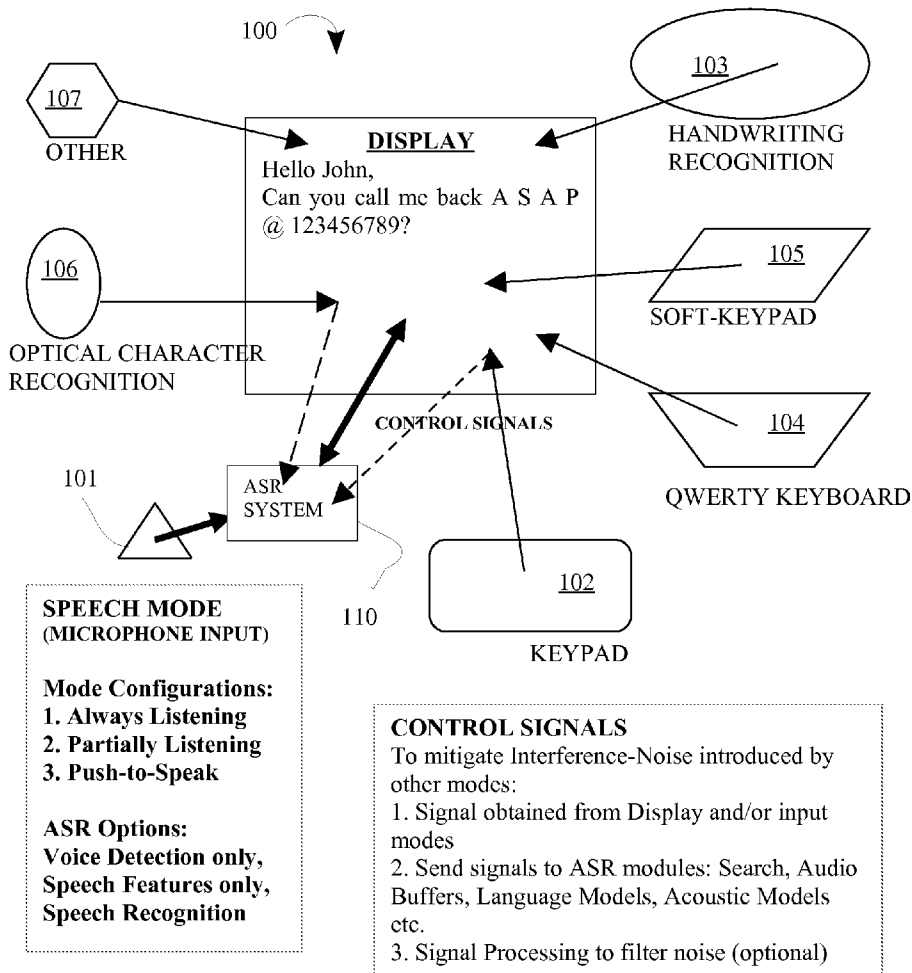 100
107
OTHER
103
HANDWRITING
RECOGNITION
DISPLAY
Hello John,
Can you call me back A S A P
@ 123456789?
106
OPTICAL CHARACTER
RECOGNITION
105
SOFT-KEYPAD
104
QWERTY KEYBOARD
CONTROL SIGNALS
101
ASR
SYSTEM
110
102
KEYPAD
SPEECH MODE
(MICROPHONE INPUT)
Mode Configurations:
1. Always Listening
2. Partially Listening
3. Push-to-Speak
ASR Options:
Voice Detection only,
Speech Features only,
Speech Recognition
CONTROL SIGNALS
To mitigate Interference-Noise introduced by
other modes:
1. Signal obtained from Display and/or input
modes
2. Send signals to ASR modules: Search, Audio
Buffers, Language Models, Acoustic Models
etc.
3. Signal Processing to filter noise (optional)